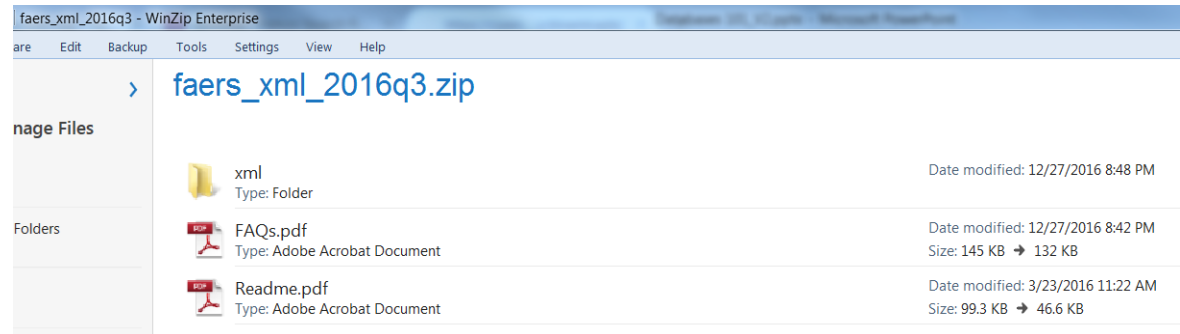 faers_xml_2016q3 - WinZip Enterprise
are Edit Backup Tools Settings View Help
faers_xml_2016q3.zip
nage Files
xml
Date modified: 12/27/2016 8:48 PM
Type: Folder
Folders
PDF
FAQs.pdf
Date modified: 12/27/2016 8:42 PM
Type: Adobe Acrobat Document
Size: 145 KB → 132 KB
PDF
Readme.pdf
Date modified: 3/23/2016 11:22 AM
Type: Adobe Acrobat Document
Size: 99.3 KB → 46.6 KB